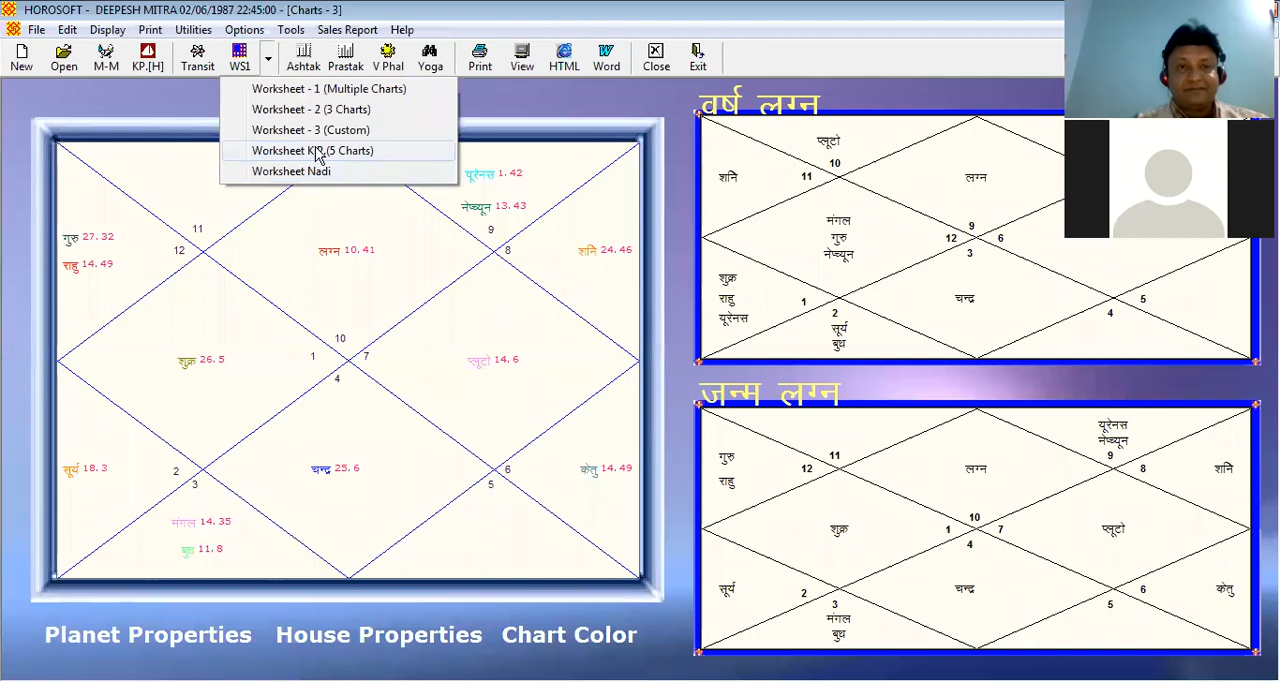 HOROSOFT - DEEPESH MITRA 02/06/1987 22:45:00 - [Charts - 3]
File Edit Display Print Utilities Options Tools Sales Report Help
New Open M-M KP.[H] Transit WS1 Ashtak Prastak V Phal Yoga Print View HTML Word Close Exit
Worksheet - 1 (Multiple Charts)
Worksheet - 2 (3 Charts)
Worksheet - 3 (Custom)
Worksheet (5 Charts)
Worksheet Nadi
यूरेनस 1.42
नेप्च्यून 13.43
11 9
गुरु 27.32
12 लग्न 10.41 8 शनि 24.46
राहु 14.49
10
शुक्र 26.5 1 7 प्लूटो 14.6
4
सूर्य 18.3 2 चन्द्र 25.6 6 केतु 14.49
3 5
मंगल 14.35
बुध 11.8
Planet Properties House Properties Chart Color
वर्ष लग्न
प्लूटो
10
शनि 11 लग्न
मंगल
9
गुरु 12 6
नेप्च्यून 3
शुक्र
राहु 1 चन्द्र 5
2 4
यूरेनस
सूर्य
बुध
जन्म लग्न
यूरेनस
नेप्च्यून
गुरु 11 9
12 लग्न 8 शनि
राहु
10
शुक्र 1 7 प्लूटो
4
सूर्य 2 चन्द्र 6 केतु
3 5
मंगल
बुध